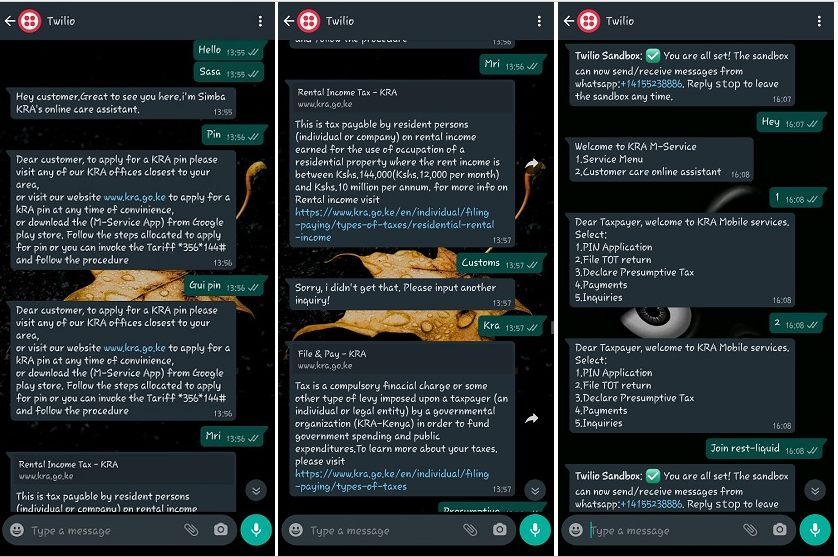 Twilio
Hello 13:55
Sasa 13:55
Hey customer,Great to see you here,i'm Simba
KRA's online care assistant.
13:55
Pin 13:56
Dear customer, to apply for a KRA pin please
visit any of our KRA offices closest to your
area,
or visit our website www.kra.go.ke to apply for a
kRA pin at any time of convinience,
or download the (M-Service App) from Google
play store. Follow the steps allocated to apply
for pin or you can invoke the Tariff *356*144#
and follow the procedure
13:56
Gui pin 13:56
Dear customer, to apply for a KRA pin please
visit any of our KRA offices closest to your
area,
or visit our website www.kra.go.ke to apply for a
kRA pin at any time of convinience,
or download the (M-Service App) from Google
play store. Follow the steps allocated to apply
for pin or you can invoke the Tariff *356*144#
and follow the procedure
13:56
Mri 13:56
Rental Income Tax - KRA
www.kra.go.ke
This is tax payable by resident persons
(individual or company) on rental income
Type a message
Twilio
and follow the procedure
13:56
Mri 13:56
Rental Income Tax - KRA
www.kra.go.ke
This is tax payable by resident persons
(individual or company) on rental income
earned for the use of occupation of a
residential property where the rent income is
between Kshs.144,000(Kshs.12,000 per month)
and Kshs.10 million per annum. for more info on
Rental income visit
https://www.kra.go.ke/en/individual/filing
-paying/types-of-taxes/residential-rental
-income
13:57
Customs 13:57
Sorry, i didn't get that. Please input another
inquiry!
13:57
Kra 13:57
File & Pay - KRA
www.kra.go.ke
Tax is a compulsory finacial charge or some
other type of levy imposed upon a taxpayer (an
individual or legal entity) by a governmental
organization (KRA-Kenya) in order to fund
government spending and public
expenditures.To learn more about your taxes,
please visit
https://www.kra.go.ke/en/individual/filing
-paying/types-of-taxes
13:57
Presumptive
Type a message
Twilio
Twilio Sandbox: ✅ You are all set! The sandbox
can now send/receive messages from
whatsapp:+14155238886. Reply stop to leave
the sandbox any time.
16:07
Hey 16:07
Welcome to KRA M-Service
1.Service Menu
2.Customer care online assistant
16:08
1 16:08
Dear Taxpayer, welcome to KRA Mobile services.
Select:
1.PIN Application
2.File TOT return
3.Declare Presumptive Tax
4.Payments
5.Inquiries
16:08
2 16:08
Dear Taxpayer, welcome to KRA Mobile services.
Select:
1.PIN Application
2.File TOT return
3.Declare Presumptive Tax
4.Payments
5.Inquiries
16:08
Join rest-liquid 16:08
Twilio Sandbox: ✅ You are all set! The sandbox
can now send/receive messages from
whatsapp:+14155238886. Reply stop to leave
Type a message